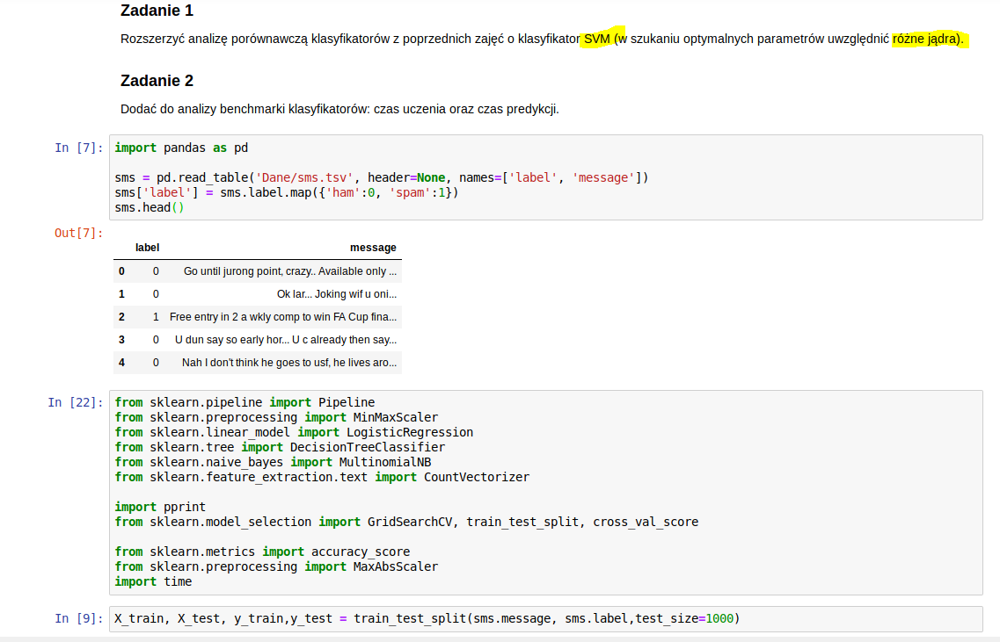 Zadanie 1
Rozszerzyć analizę porównawczą klasyfikatorów z poprzednich zajęć o klasyfikator SVM (w szukaniu optymalnych parametrów uwzględnić różne jądra).
Zadanie 2
Dodać do analizy benchmarki klasyfikatorów: czas uczenia oraz czas predykcji.
In [7]: import pandas as pd
sms = pd.read_table('Dane/sms.tsv', header=None, names=['label', 'message'])
sms['label'] = sms.label.map({'ham':0, 'spam':1})
sms.head()
Out[7]:
label message
0 0 Go until jurong point, crazy.. Available only ...
1 0 Ok lar... Joking wif u oni...
2 1 Free entry in 2 a wkly comp to win FA Cup fina...
3 0 U dun say so early hor... U c already then say...
4 0 Nah I don't think he goes to usf, he lives aro...
In [22]: from sklearn.pipeline import Pipeline
from sklearn.preprocessing import MinMaxScaler
from sklearn.linear_model import LogisticRegression
from sklearn.tree import DecisionTreeClassifier
from sklearn.naive_bayes import MultinomialNB
from sklearn.feature_extraction.text import CountVectorizer
import pprint
from sklearn.model_selection import GridSearchCV, train_test_split, cross_val_score
from sklearn.metrics import accuracy_score
from sklearn.preprocessing import MaxAbsScaler
import time
In [9]: X_train, X_test, y_train,y_test = train_test_split(sms.message, sms.label,test_size=1000)